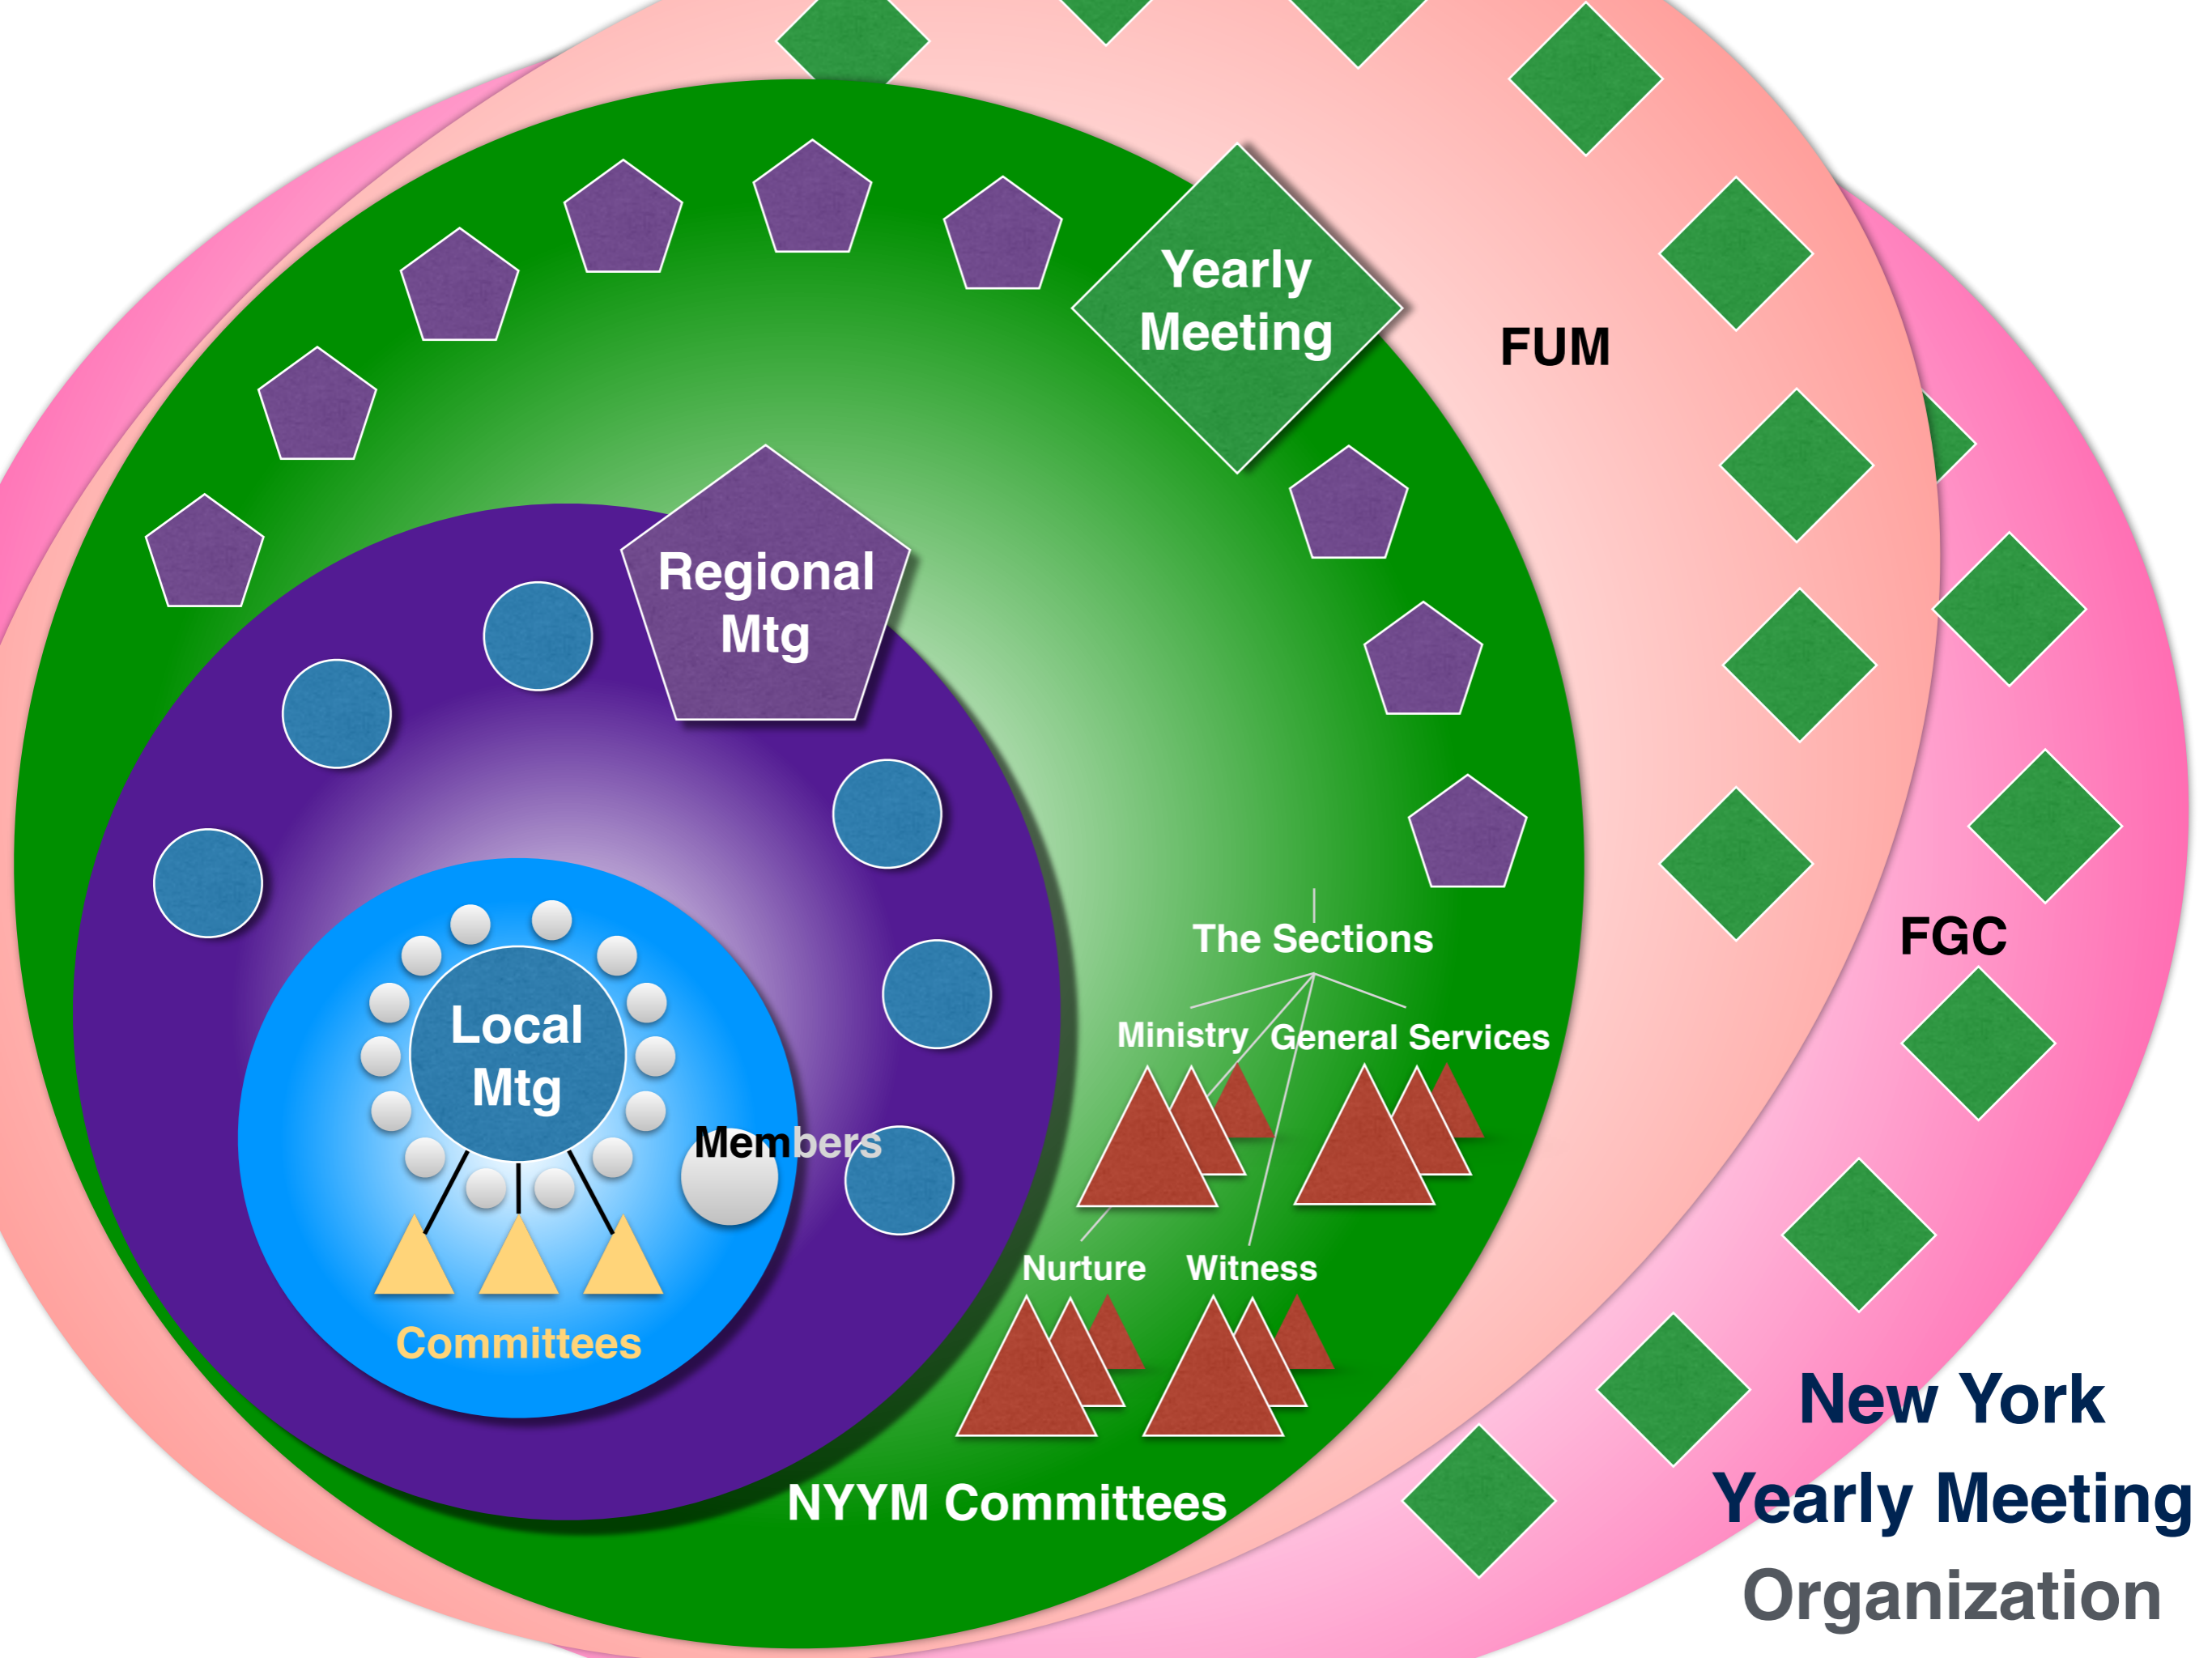 Yearly
Meeting
FUM
Regional
Mtg
The Sections
FGC
Local
Mtg
Ministry
General Services
Members
Nurture
Witness
Committees
NYYM Committees
New York
Yearly Meeting
Organization